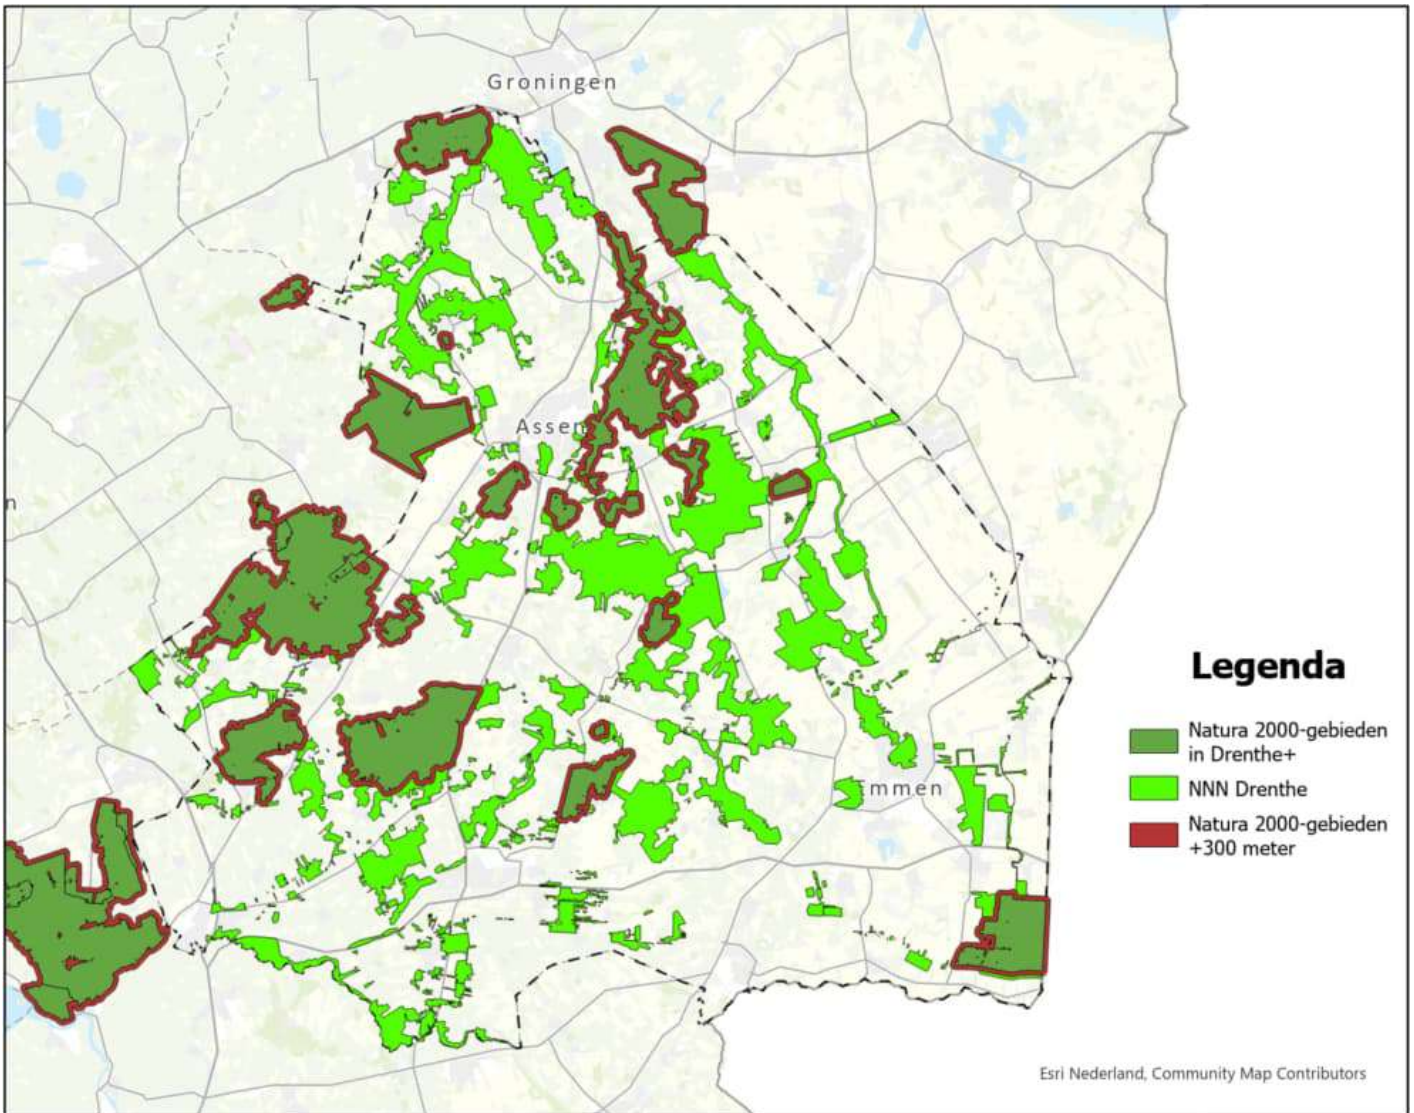 Groningen
Assen
n
Emmen
Legenda
Natura 2000-gebieden
in Drenthe+
NNN Drenthe
Natura 2000-gebieden
+300 meter
Esri Nederland, Community Map Contributors